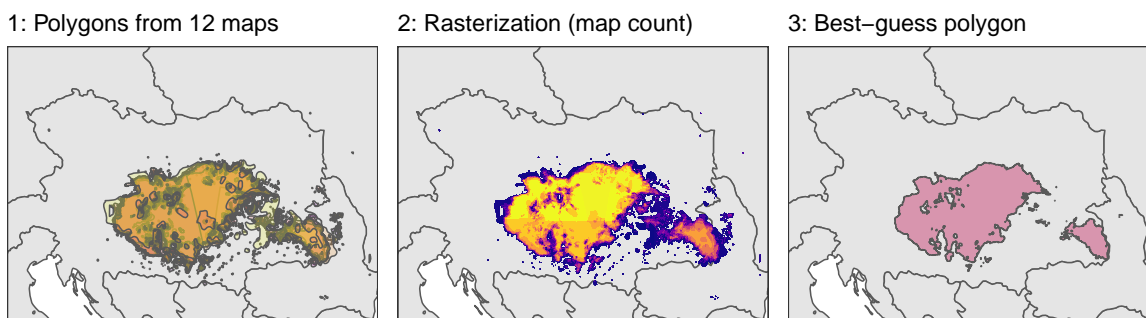 1: Polygons from 12 maps
2: Rasterization (map count)
3: Best−guess polygon